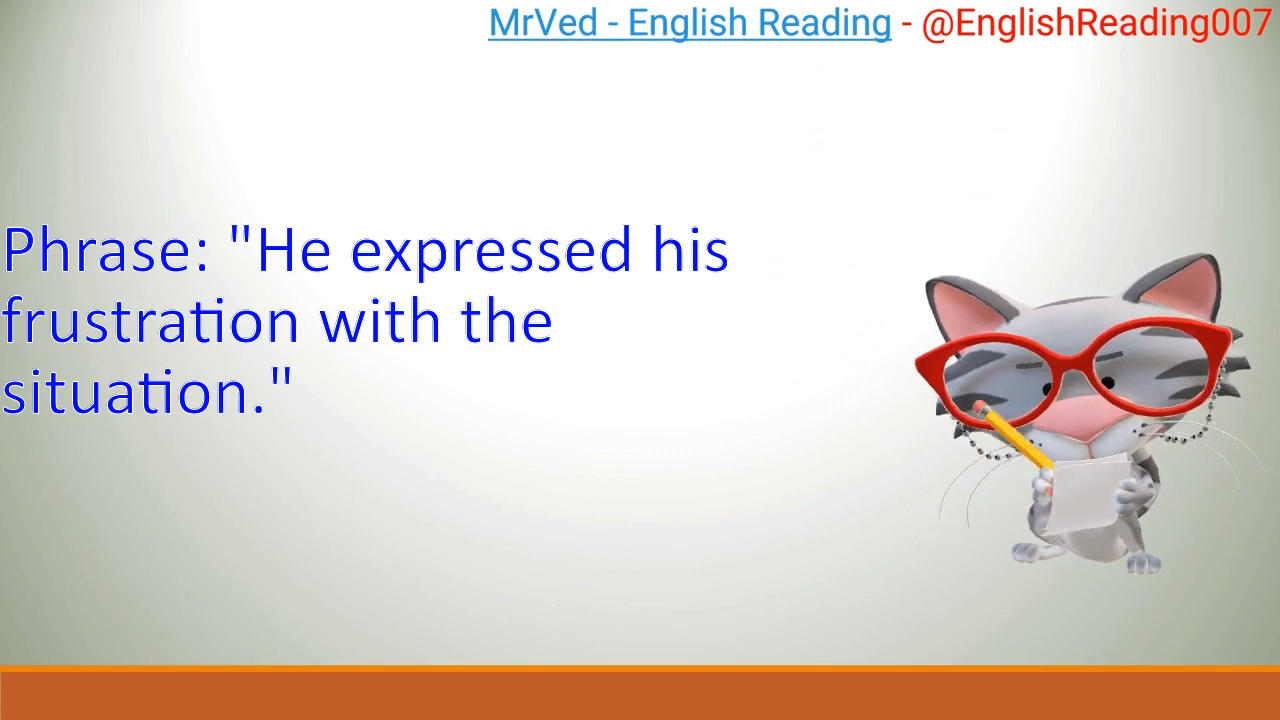 MrVed - English Reading - @EnglishReading007
Phrase: "He expressed his
frustration with the
situation."